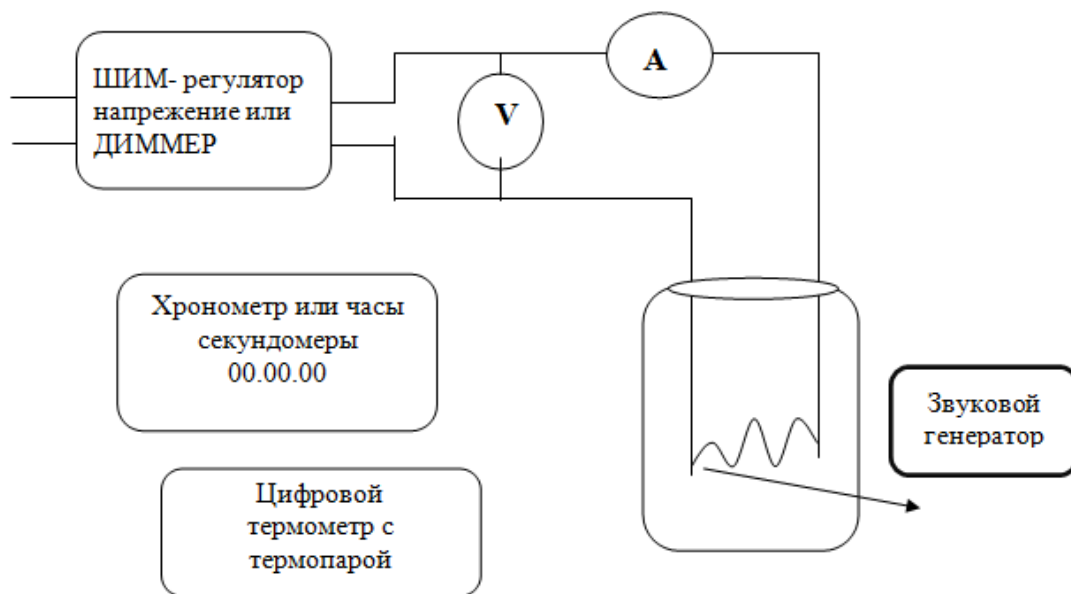 ШИМ- регулятор
напрежение или
ДИММЕР
V
A
Хронометр или часы
секундомеры
00.00.00
Звуковой
генератор
Цифровой
термометр с
термопарой